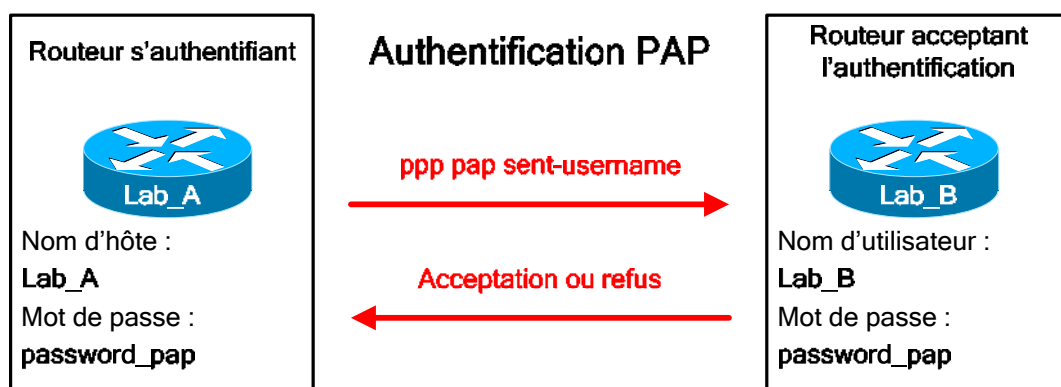 Routeur s’authentifiant
Lab_A
Nom d’hôte :
Lab_A
Mot de passe :
password_pap
Authentification PAP
ppp pap sent-username
Acceptation ou refus
Routeur acceptant
l’authentification
Lab_B
Nom d’utilisateur :
Lab_B
Mot de passe :
password_pap